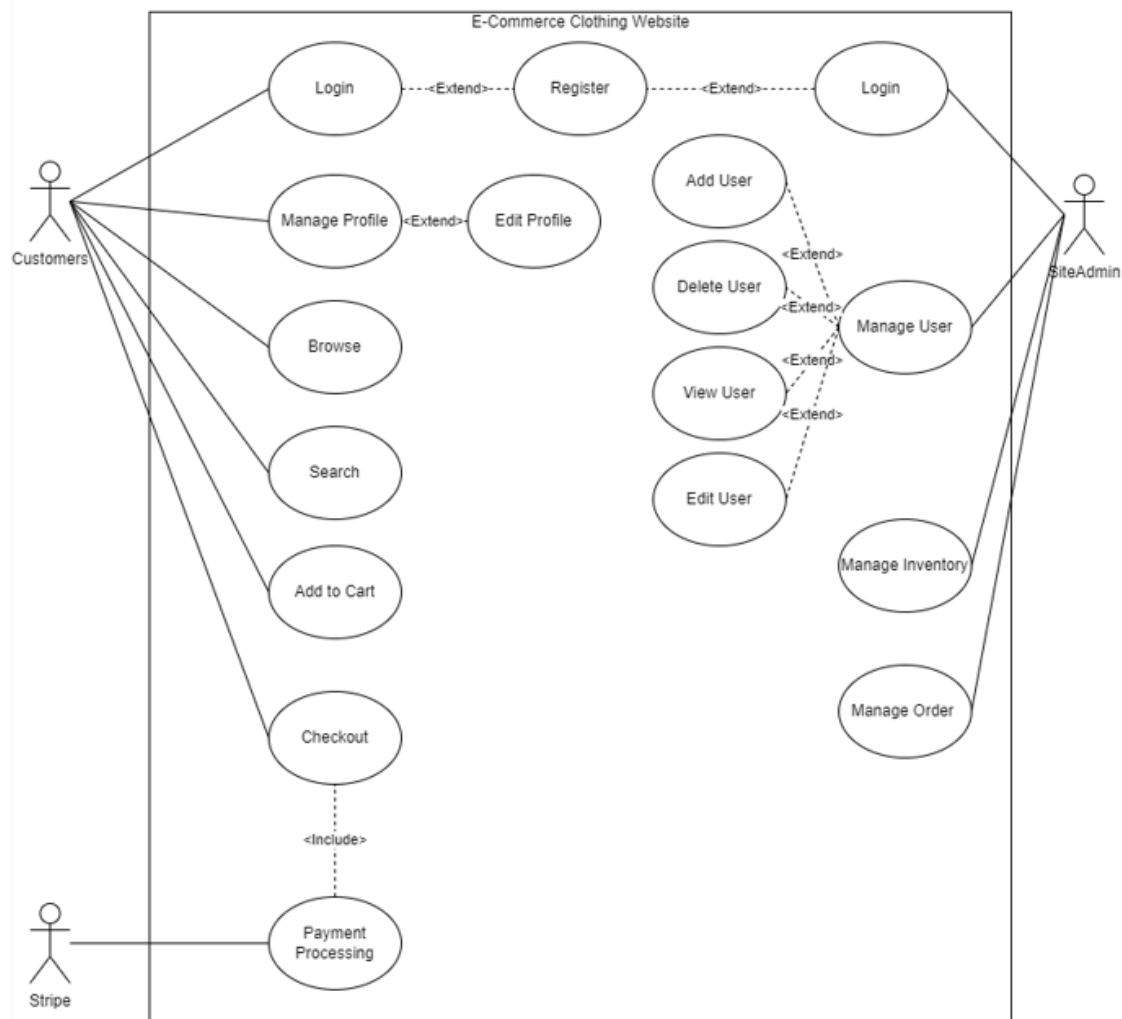 E-Commerce Clothing Website
Login
<Extend>
Register
<Extend>
Login
Customers
Manage Profile
<Extend>
Edit Profile
Add User
SiteAdmin
<Extend>
Delete User
<Extend>
Manage User
Browse
<Extend>
View User
<Extend>
Search
Edit User
Add to Cart
Manage Inventory
Checkout
Manage Order
<Include>
Payment
Processing
Stripe